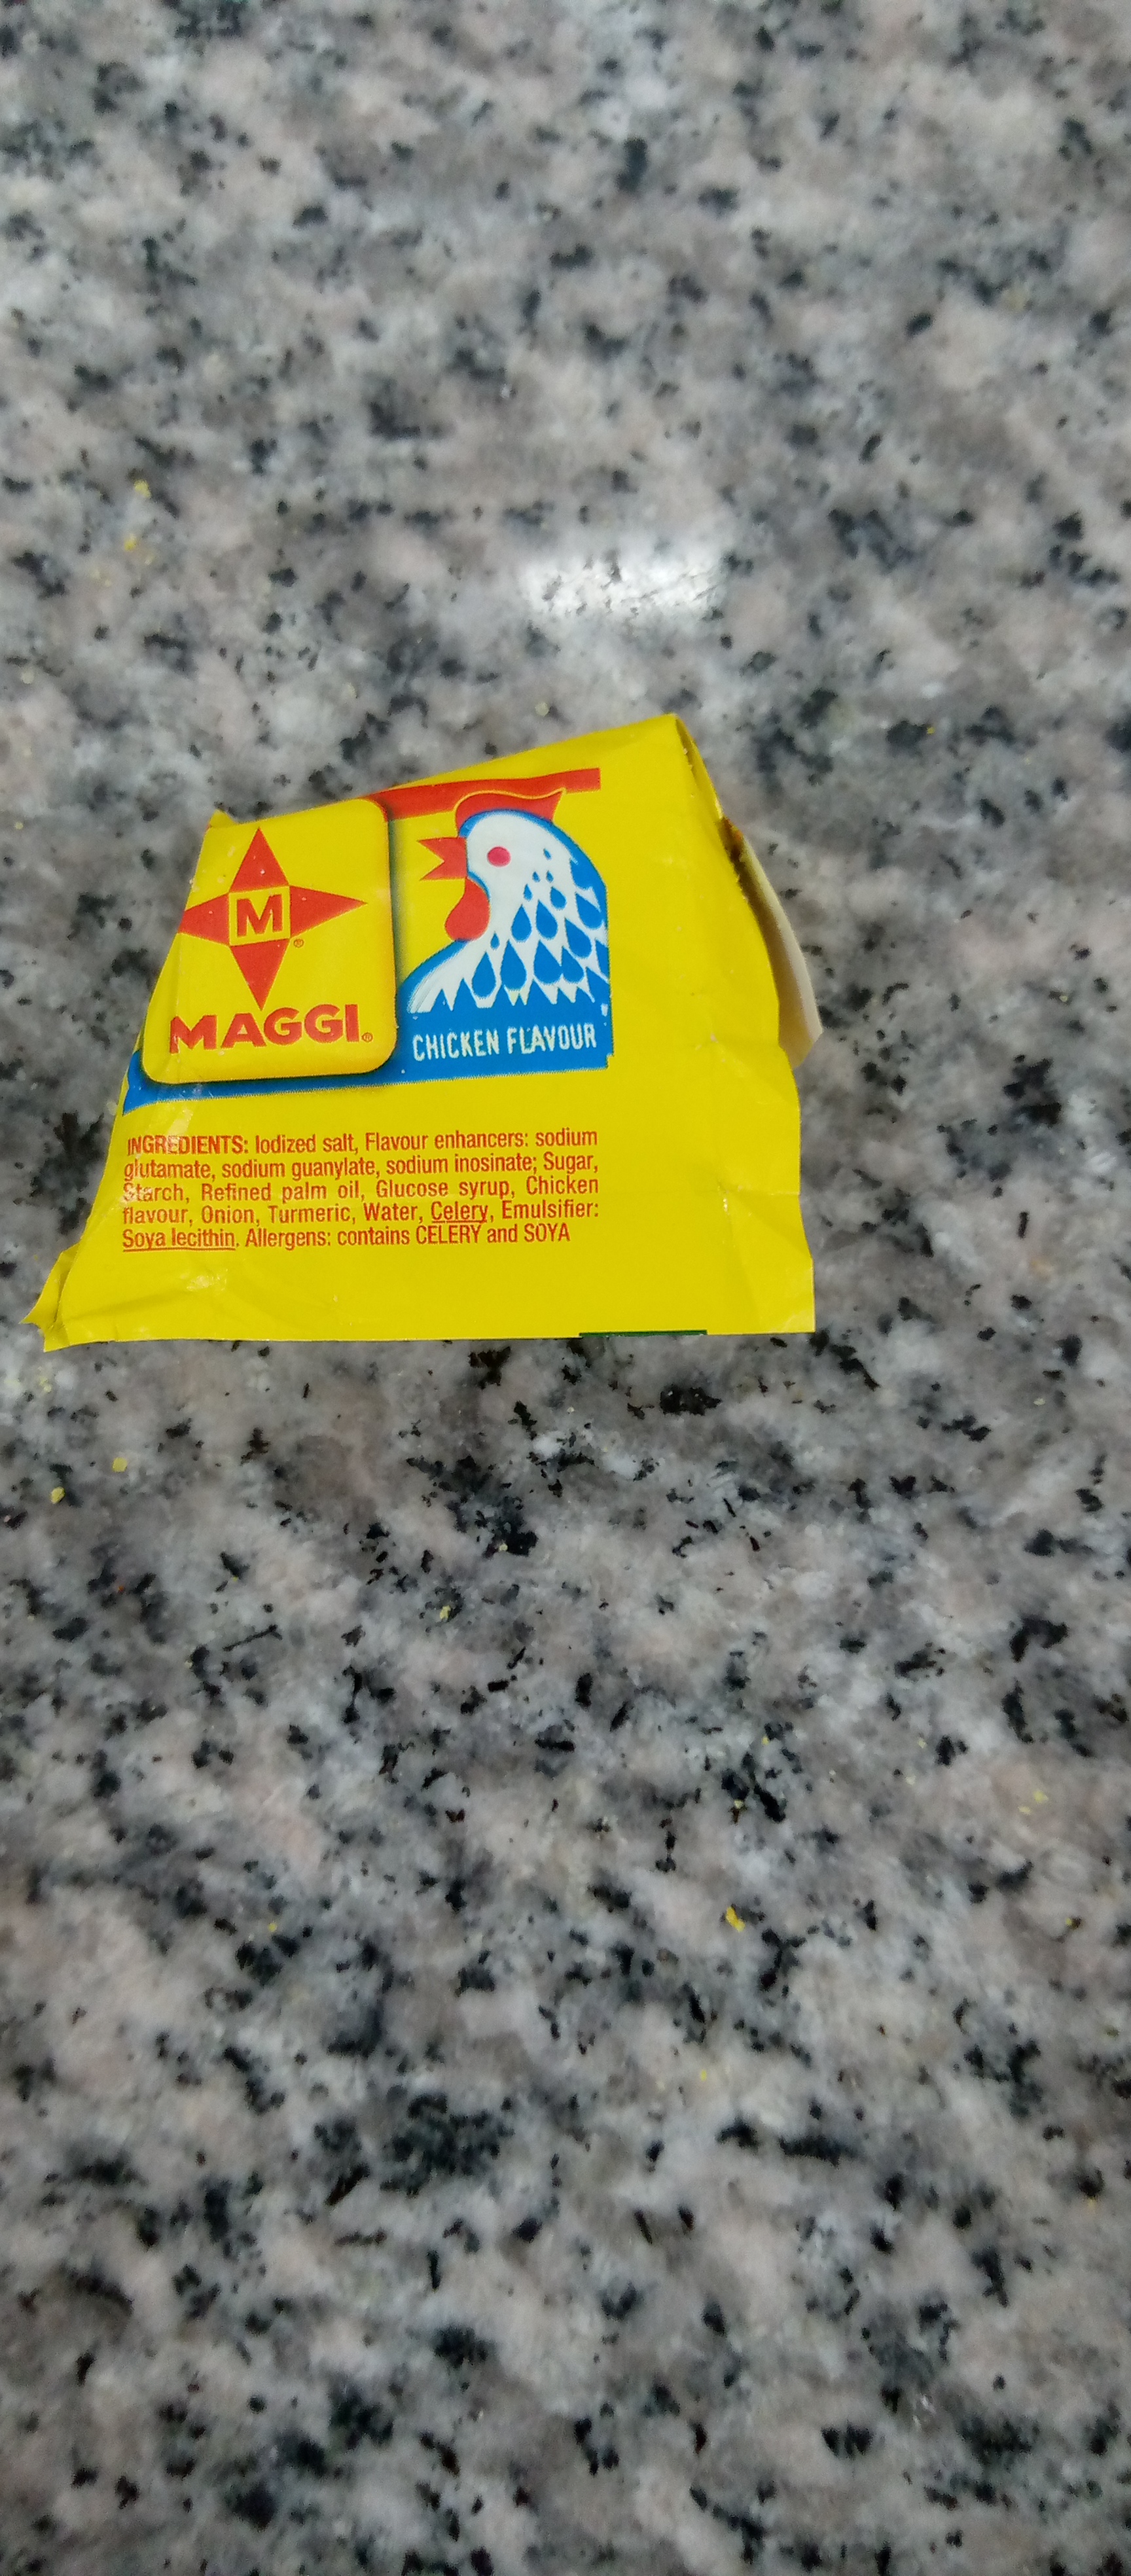 M
MAGGI®
CHICKEN FLAVOUR
INGREDIENTS: Iodized salt, Flavour enhancers: sodium
glutamate, sodium guanylate, sodium inosinate; Sugar,
Starch, Refined palm oil, Glucose syrup, Chicken
flavour, Onion, Turmeric, Water, Celery, Emulsifier:
Soya lecithin. Allergens: contains CELERY and SOYA